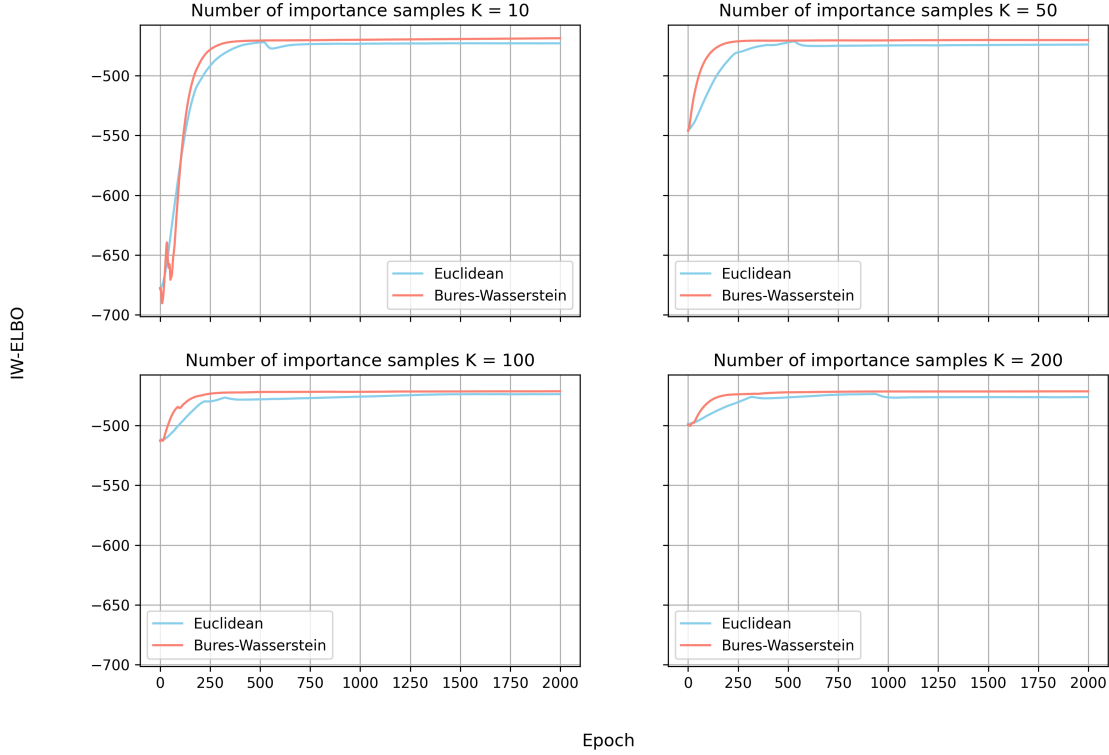 Number of importance samples K = 10
Number of importance samples K = 50
−500
−550
−600
−650
−700
Euclidean
Bures-Wasserstein
Euclidean
Bures-Wasserstein
IW-ELBO
Number of importance samples K = 100
Number of importance samples K = 200
−500
−550
−600
−650
−700
Euclidean
Bures-Wasserstein
Euclidean
Bures-Wasserstein
0 250 500 750 1000 1250 1500 1750 2000
0 250 500 750 1000 1250 1500 1750 2000
Epoch